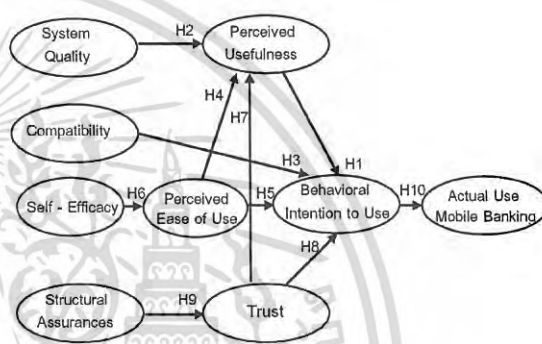 System
Quality
H2
Perceived
Usefulness
H4
H7
Compatibility
H3
H1
Self - Efficacy
H6
Perceived
Ease of Use
H5
Behavioral
Intention to Use
H10
Actual Use
Mobile Banking
H8
Structural
Assurances
H9
Trust